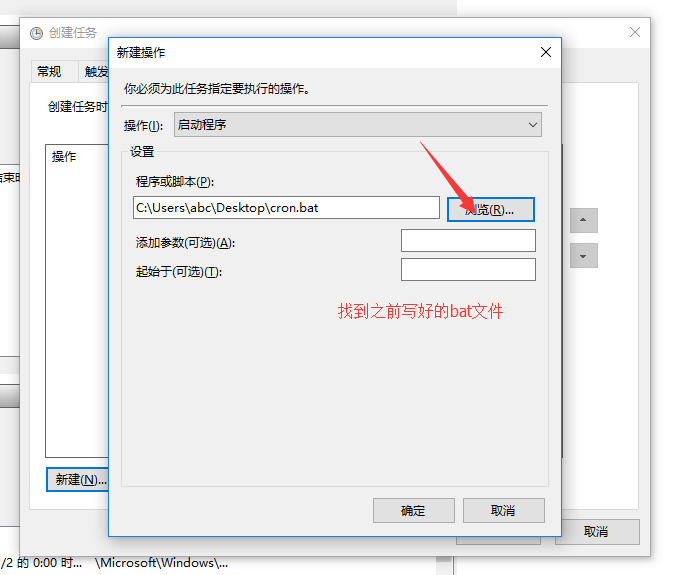 创建任务
新建操作
常规
触发
你必须为此任务指定要执行的操作。
创建任务时
操作(I):
启动程序
操作
设置
程序或脚本(P):
C:\Users\abc\Desktop\cron.bat
浏览(R)...
添加参数(可选)(A):
起始于(可选)(T):
找到之前写好的bat文件
新建(N)...
确定
取消
取消
/2 的 0:00 时... \Microsoft\Windows\...